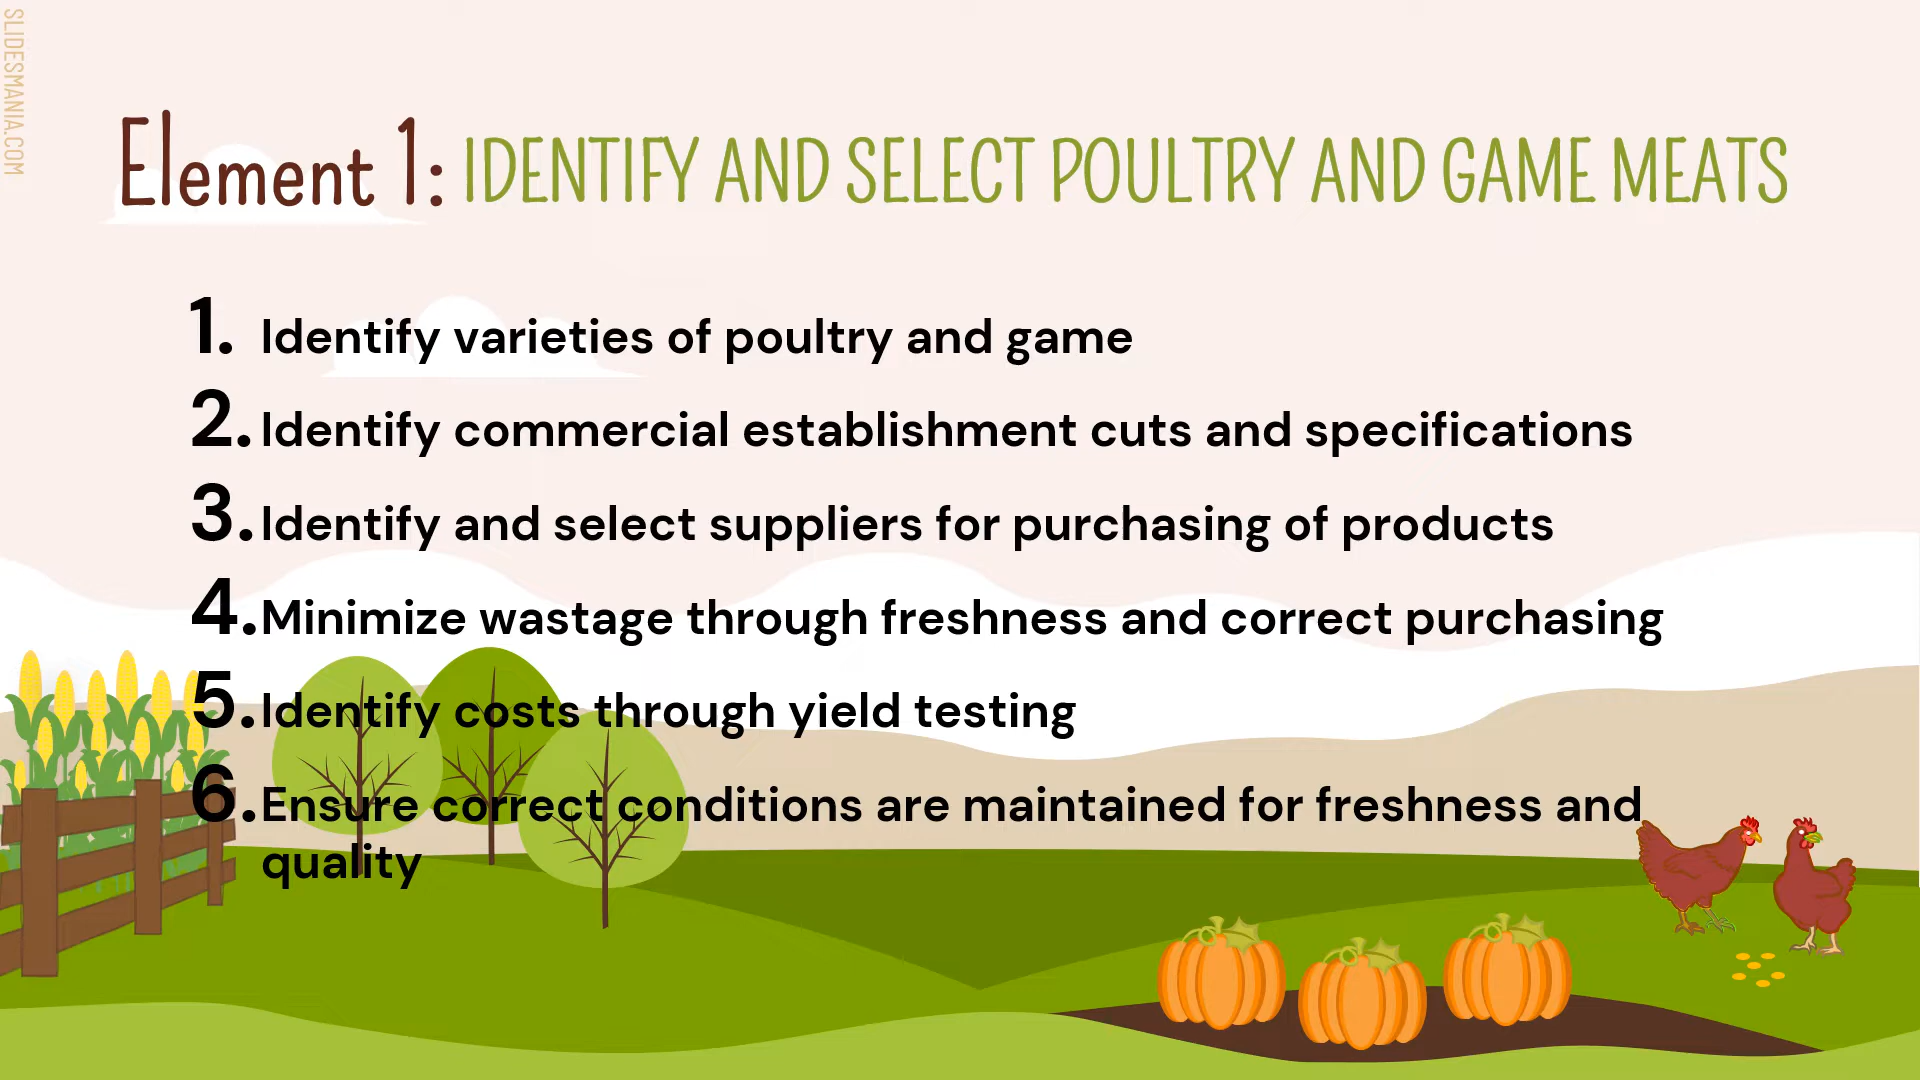 SLIDESMANIA.COM
Element 1: IDENTIFY AND SELECT POULTRY AND GAME MEATS
1. Identify varieties of poultry and game
2. Identify commercial establishment cuts and specifications
3. Identify and select suppliers for purchasing of products
4. Minimize wastage through freshness and correct purchasing
5. Identify costs through yield testing
6. Ensure correct conditions are maintained for freshness and
quality